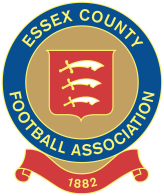 ESSEX COUNTY
FOOTBALL ASSOCIATION
1882